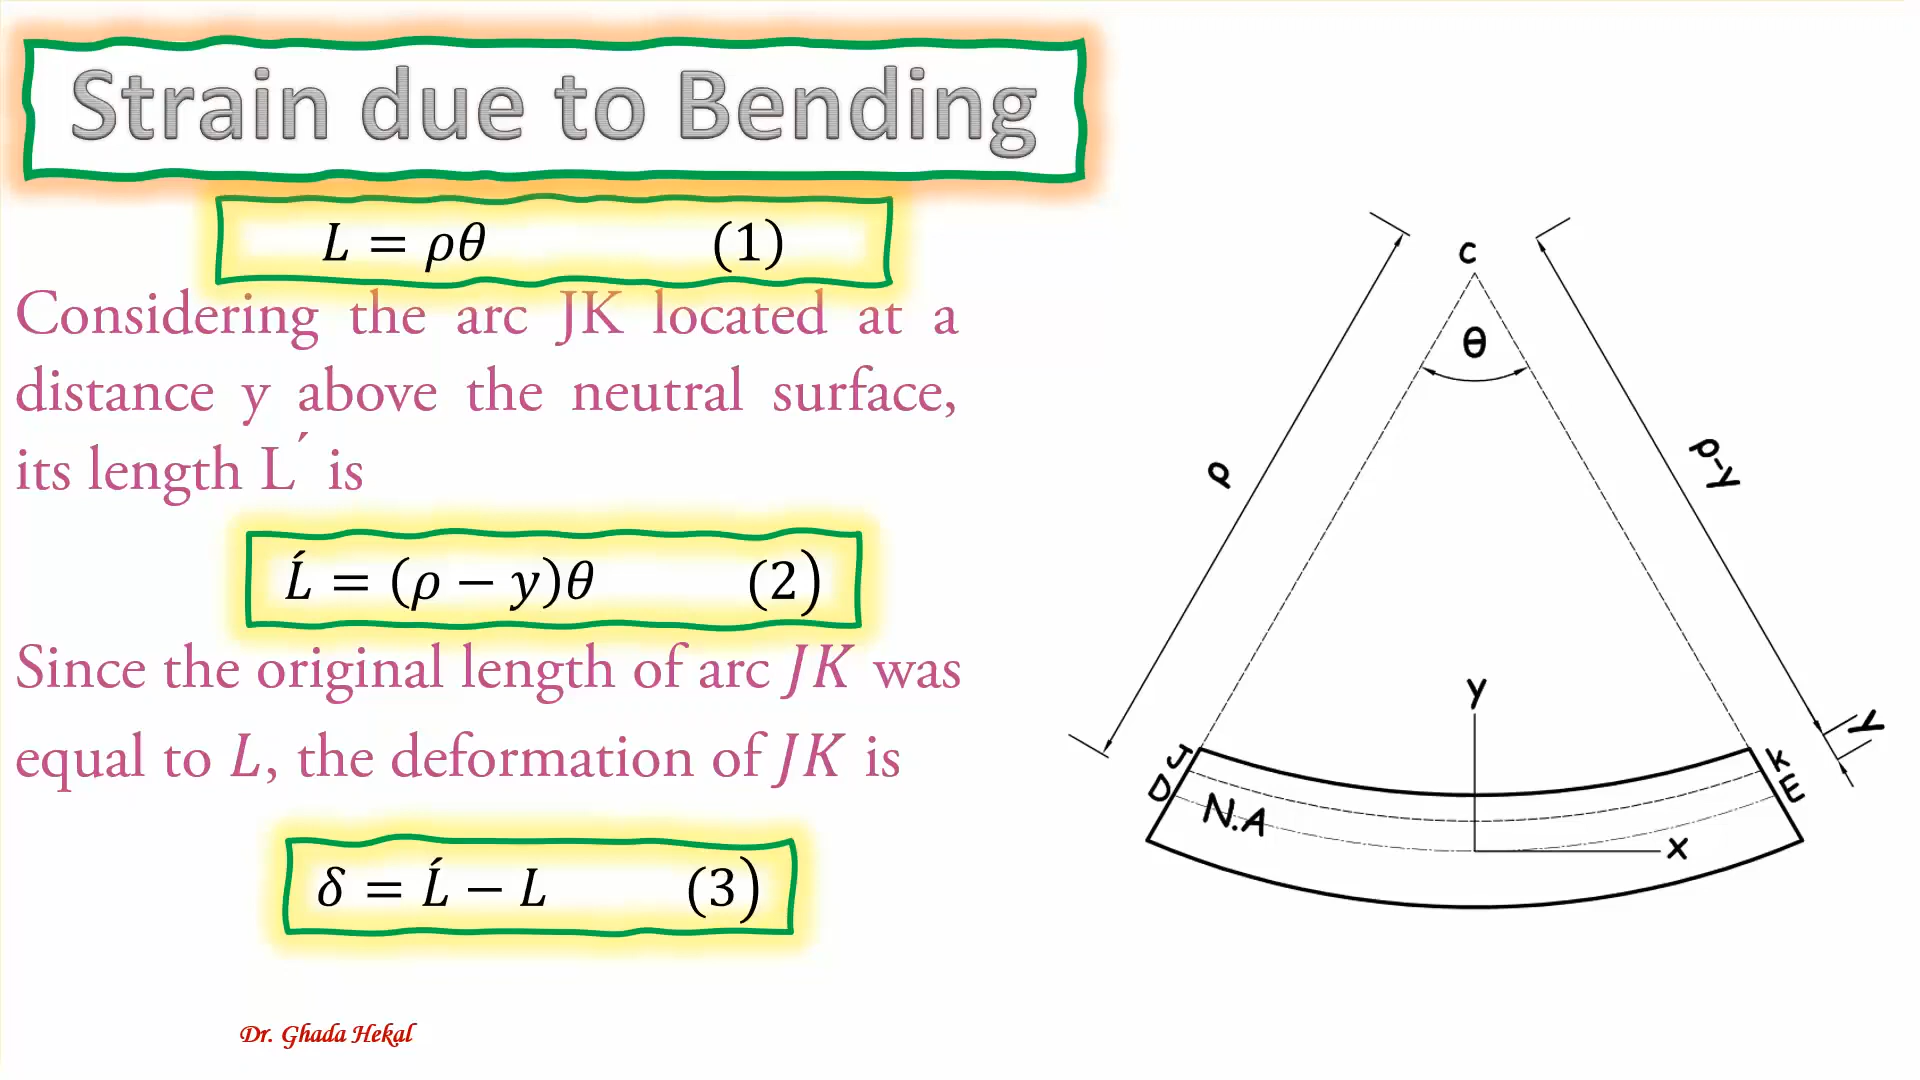 Strain due to Bending
L = ρθ (1)
Considering the arc JK located at a
distance y above the neutral surface,
its length L´ is
Ĺ = (ρ − y)θ (2)
Since the original length of arc JK was
equal to L, the deformation of JK is
δ = Ĺ − L (3)
Dr. Ghada Hekal
C
θ
ρ
ρ-y
y
y
J
K
D
E
N.A
x